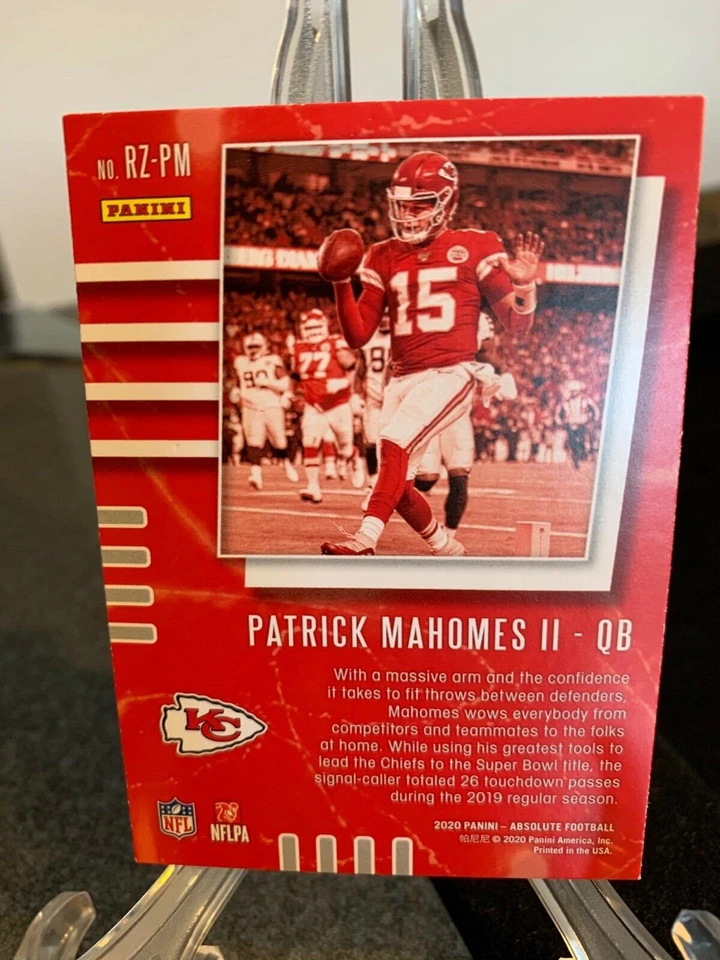 No. RZ-PM
PANINI
15
77
93
PATRICK MAHOMES II - QB
With a massive arm and the confidence
it takes to fit throws between defenders,
Mahomes wows everybody from
competitors and teammates to the folks
at home. While using his greatest tools to
lead the Chiefs to the Super Bowl title, the
signal-caller totaled 26 touchdown passes
during the 2019 regular season.
KC
NFL
NFLPA
2020 PANINI – ABSOLUTE FOOTBALL
帕尼尼 © 2020 Panini America, Inc.
Printed in the USA.